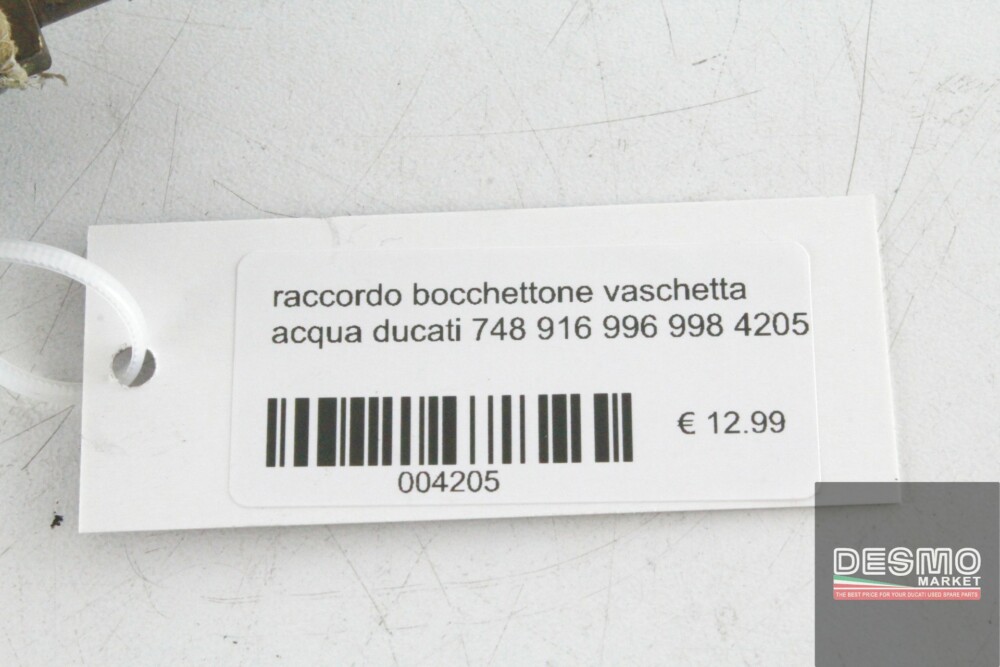 raccordo bocchettone vaschetta
acqua ducati 748 916 996 998 4205
€ 12.99
004205
DESMO
MARKET
THE BEST PRICE FOR YOUR DUCATI USED SPARE PARTS